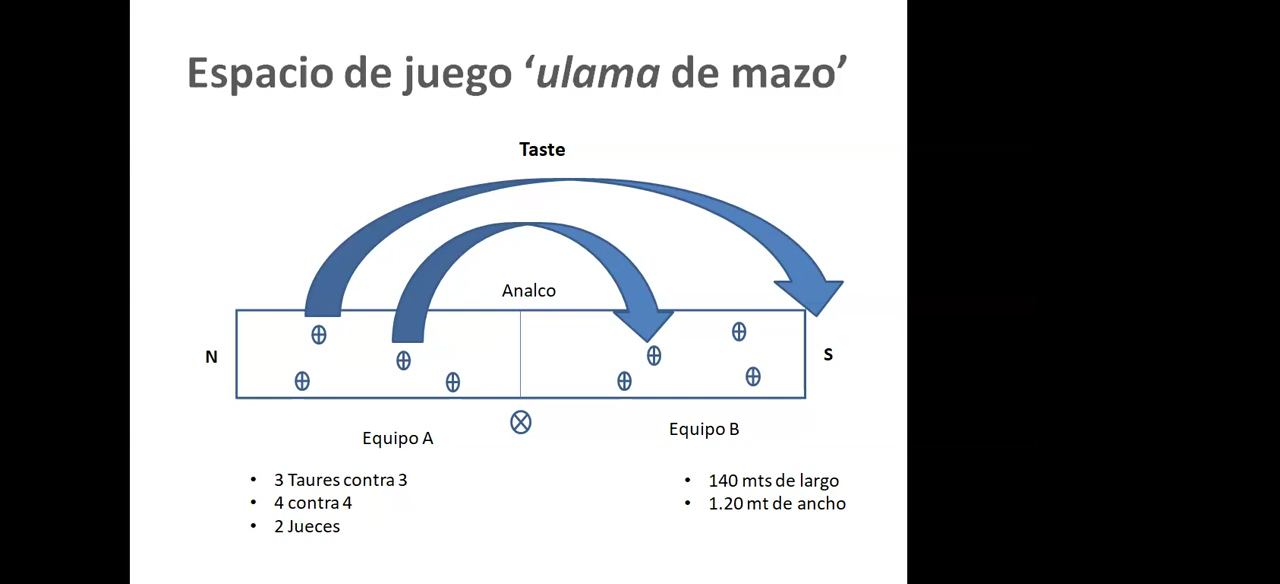 Espacio de juego ‘ulama de mazo’
Taste
Analco
N
S
Equipo A
Equipo B
• 3 Taures contra 3
• 4 contra 4
• 2 Jueces
• 140 mts de largo
• 1.20 mt de ancho